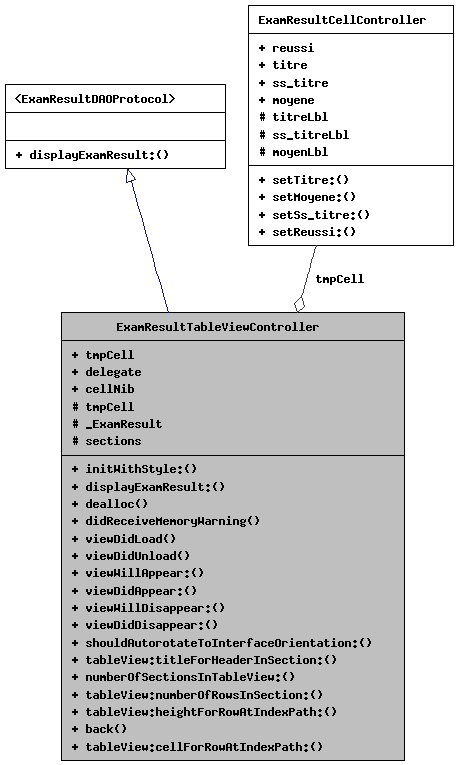 ExamResultCellController
+ reussi
+ titre
+ ss_titre
+ moyene
# titreLbl
# ss_titreLbl
# moyenLbl
+ setTitre:()
+ setMoyene:()
+ setSs_titre:()
+ setReussi:()
<ExamResultDAOProtocol>
+ displayExamResult:()
tmpCell
ExamResultTableViewController
+ tmpCell
+ delegate
+ cellNib
# tmpCell
# _ExamResult
# sections
+ initWithStyle:()
+ displayExamResult:()
+ dealloc()
+ didReceiveMemoryWarning()
+ viewDidLoad()
+ viewDidUnload()
+ viewWillAppear:()
+ viewDidAppear:()
+ viewWillDisappear:()
+ viewDidDisappear:()
+ shouldAutorotateToInterfaceOrientation:()
+ tableView:titleForHeaderInSection:()
+ numberOfSectionsInTableView:()
+ tableView:numberOfRowsInSection:()
+ tableView:heightForRowAtIndexPath:()
+ back()
+ tableView:cellForRowAtIndexPath:()